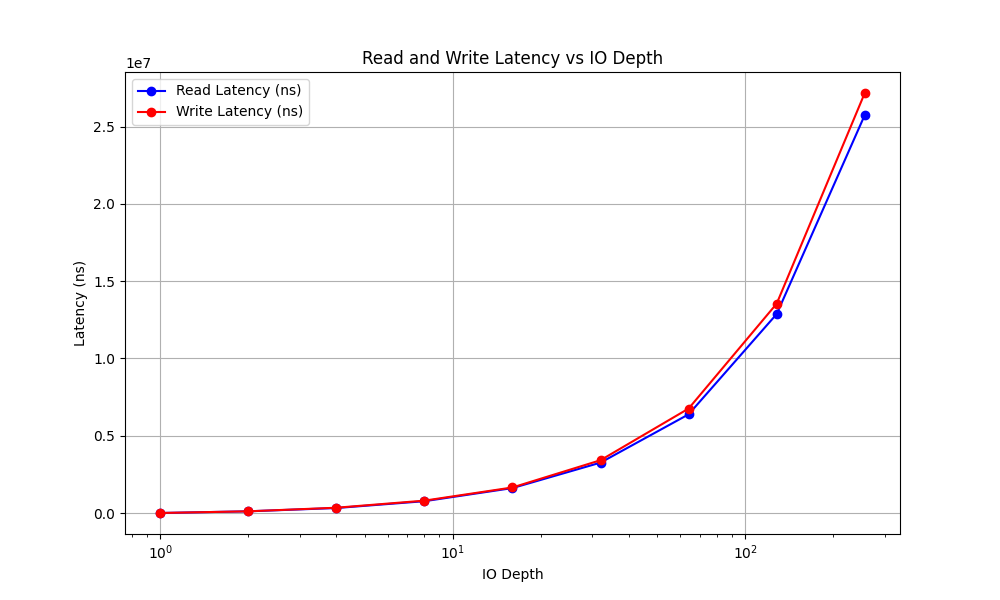 Read and Write Latency vs IO Depth
1e7
Read Latency (ns)
Write Latency (ns)
2.5
2.0
1.5
1.0
0.5
0.0
Latency (ns)
10⁰
10¹
10²
IO Depth